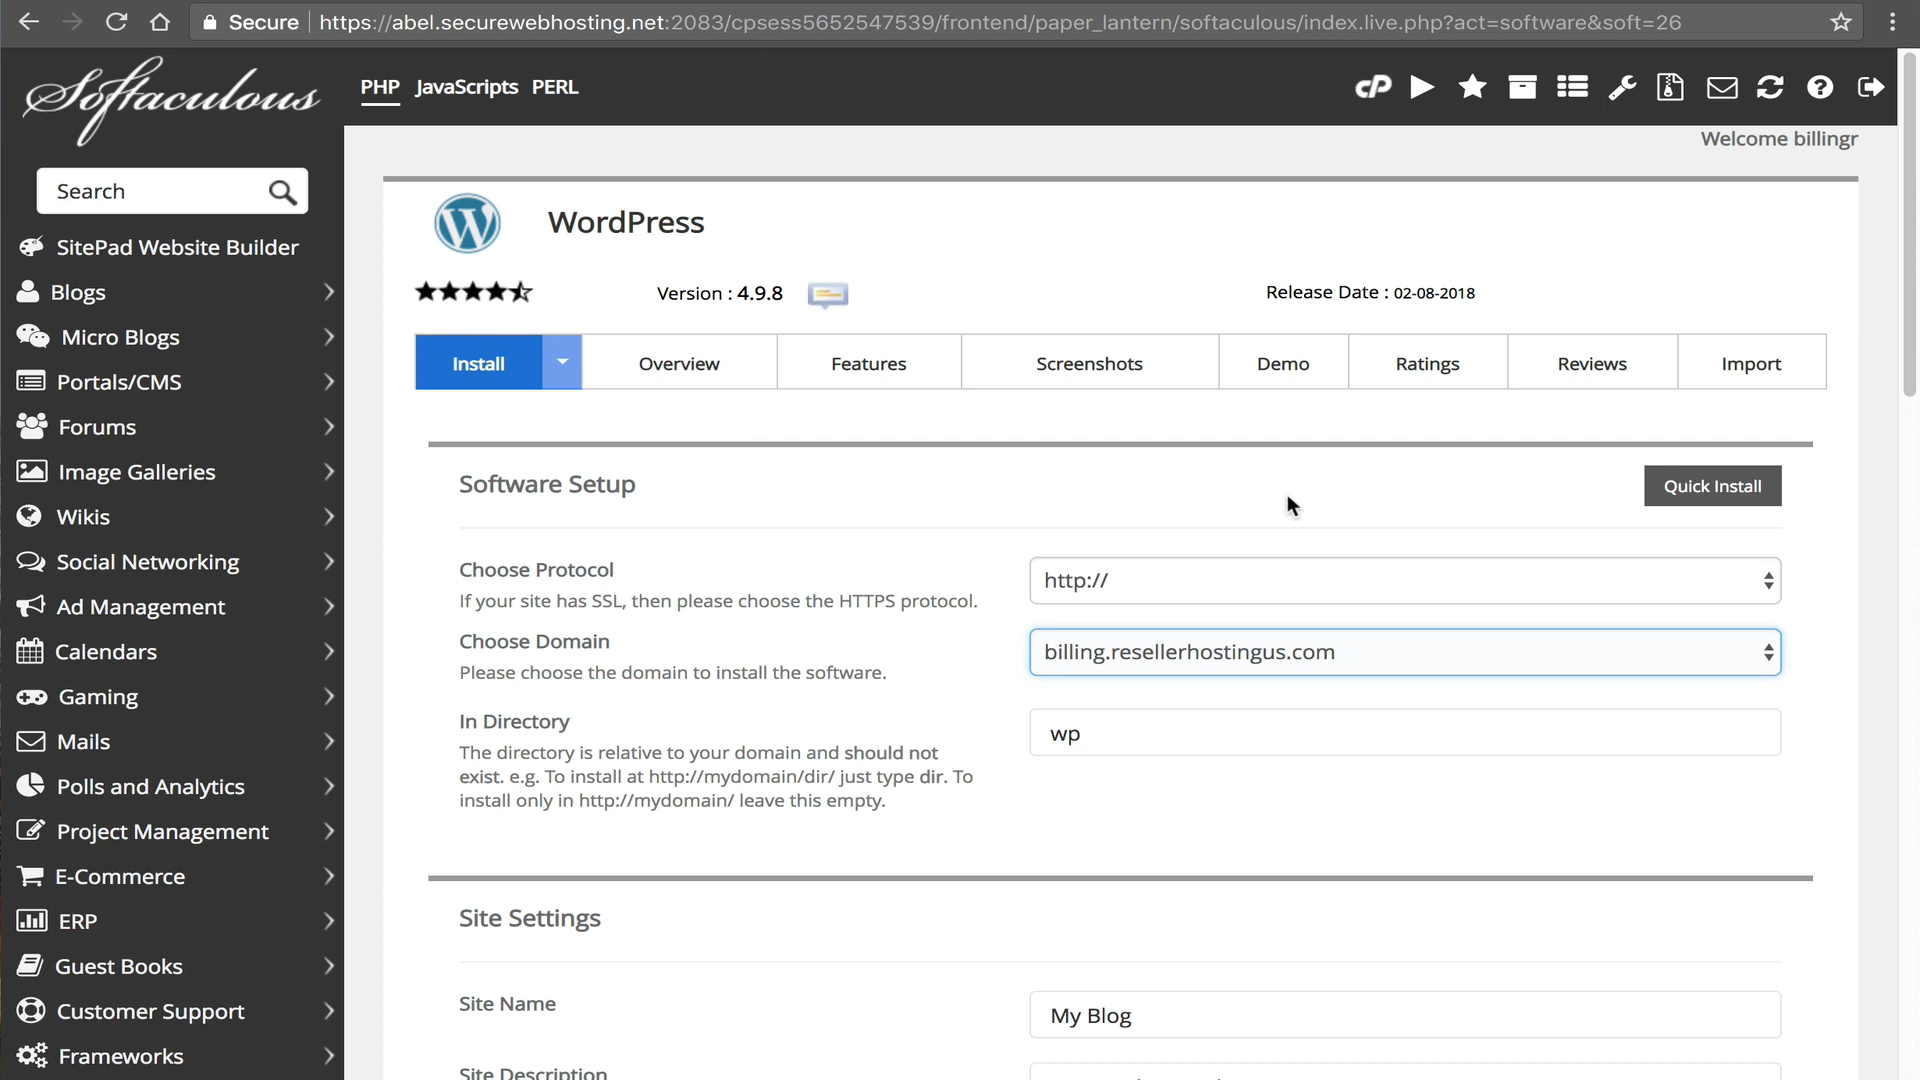 Secure
https://abel.securewebhosting.net:2083/cpsess5652547539/frontend/paper_lantern/softaculous/index.live.php?act=software&soft=26
Softaculous
PHP JavaScripts PERL
cP
Welcome billingr
Search
SitePad Website Builder
Blogs
Micro Blogs
Portals/CMS
Forums
Image Galleries
Wikis
Social Networking
Ad Management
Calendars
Gaming
Mails
Polls and Analytics
Project Management
E-Commerce
ERP
Guest Books
Customer Support
Frameworks
WordPress
Version : 4.9.8
Release Date : 02-08-2018
Install Overview Features Screenshots Demo Ratings Reviews Import
Software Setup
Quick Install
Choose Protocol
If your site has SSL, then please choose the HTTPS protocol.
http://
Choose Domain
Please choose the domain to install the software.
billing.resellerhostingus.com
In Directory
The directory is relative to your domain and should not
exist. e.g. To install at http://mydomain/dir/ just type dir. To
install only in http://mydomain/ leave this empty.
wp
Site Settings
Site Name
My Blog
Site Description